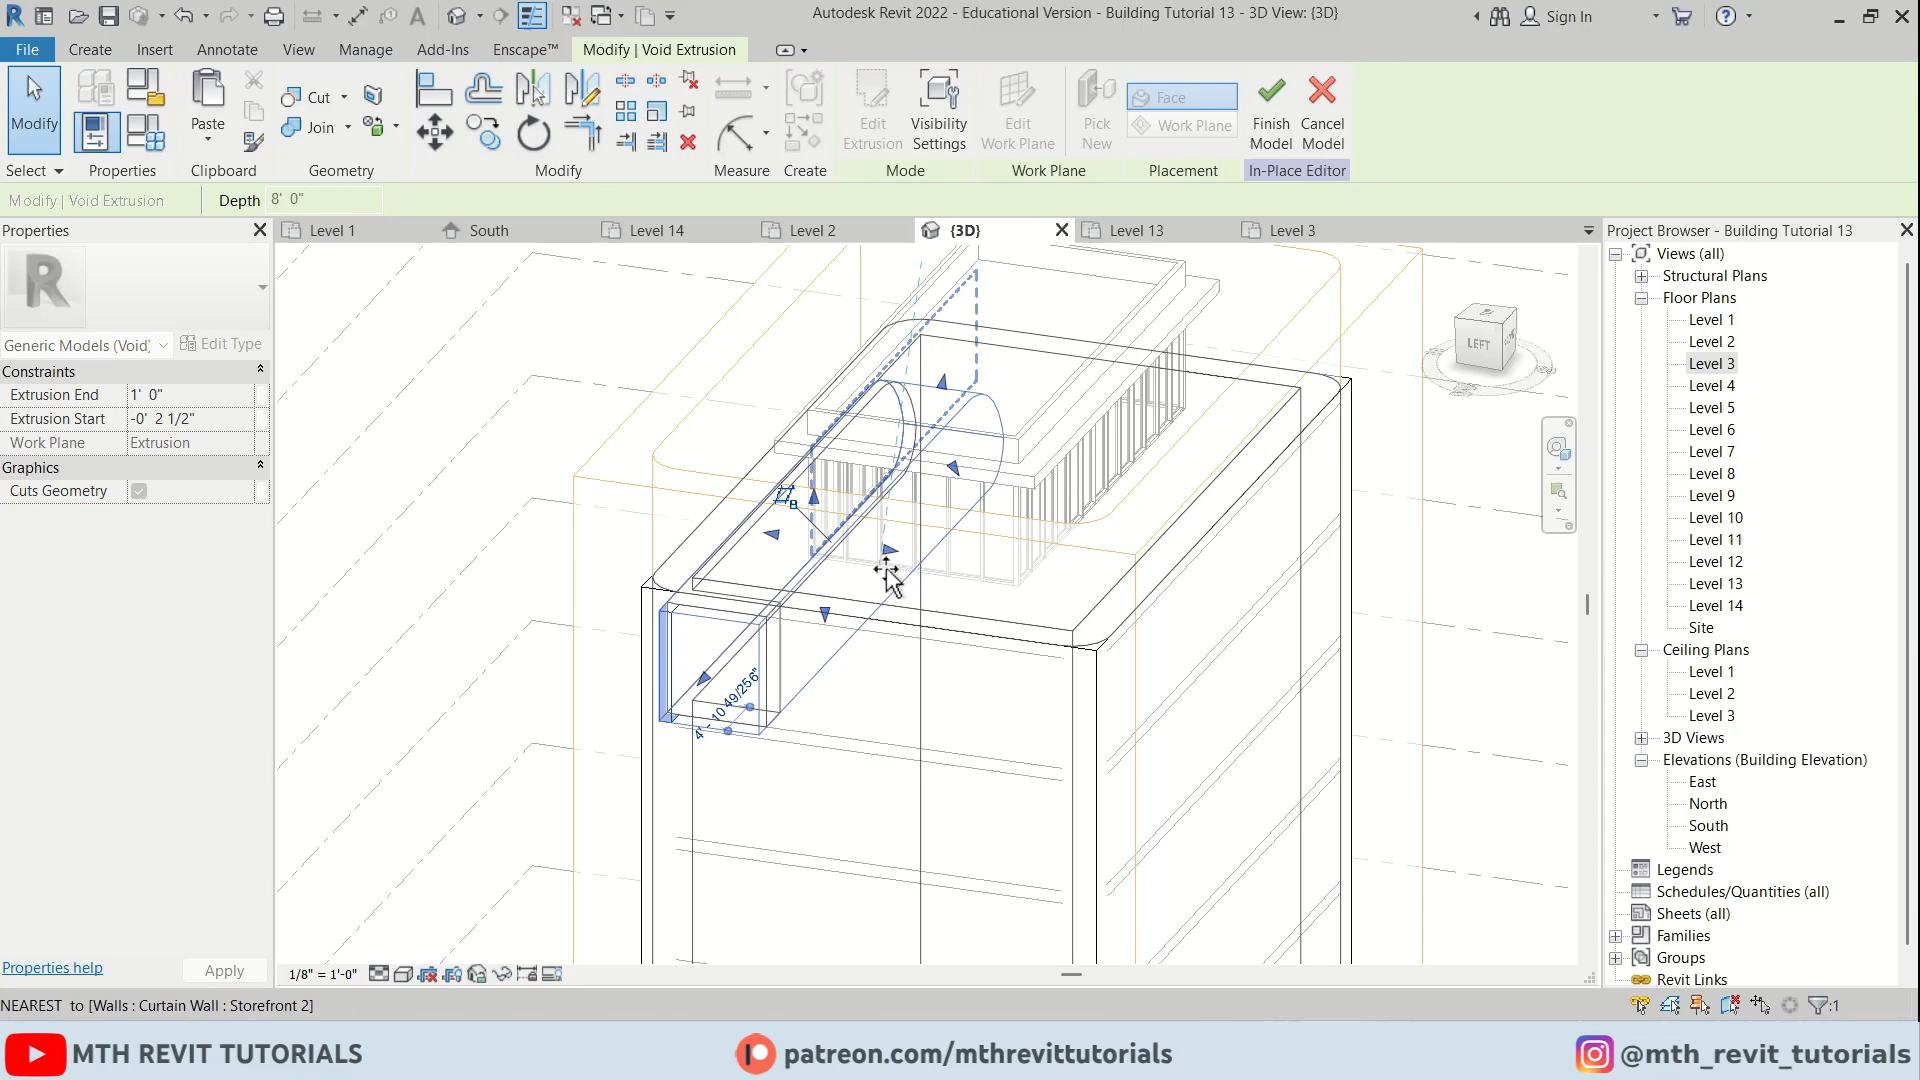 Autodesk Revit 2022 - Educational Version - Building Tutorial 13 - 3D View: {3D}
Sign In
File
Create
Insert
Annotate
View
Manage
Add-Ins
Enscape™
Modify | Void Extrusion
Modify
Paste
Cut
Join
Edit Extrusion
Visibility Settings
Edit Work Plane
Pick New
Face
Work Plane
Finish Model
Cancel Model
Select
Properties
Clipboard
Geometry
Modify
Measure
Create
Mode
Work Plane
Placement
In-Place Editor
Modify | Void Extrusion
Depth
8' 0"
Properties
Level 1
South
Level 14
Level 2
{3D}
Level 13
Level 3
Project Browser - Building Tutorial 13
R
Generic Models (Void)
Edit Type
Constraints
Extrusion End 1' 0"
Extrusion Start -0' 2 1/2"
Work Plane Extrusion
Graphics
Cuts Geometry
Properties help
Apply
LEFT
4' - 10 49/256"
1/8" = 1'-0"
Views (all)
Structural Plans
Floor Plans
Level 1
Level 2
Level 3
Level 4
Level 5
Level 6
Level 7
Level 8
Level 9
Level 10
Level 11
Level 12
Level 13
Level 14
Site
Ceiling Plans
Level 1
Level 2
Level 3
3D Views
Elevations (Building Elevation)
East
North
South
West
Legends
Schedules/Quantities (all)
Sheets (all)
Families
Groups
Revit Links
NEAREST to [Walls : Curtain Wall : Storefront 2]
:1
MTH REVIT TUTORIALS
patreon.com/mthrevittutorials
@mth_revit_tutorials